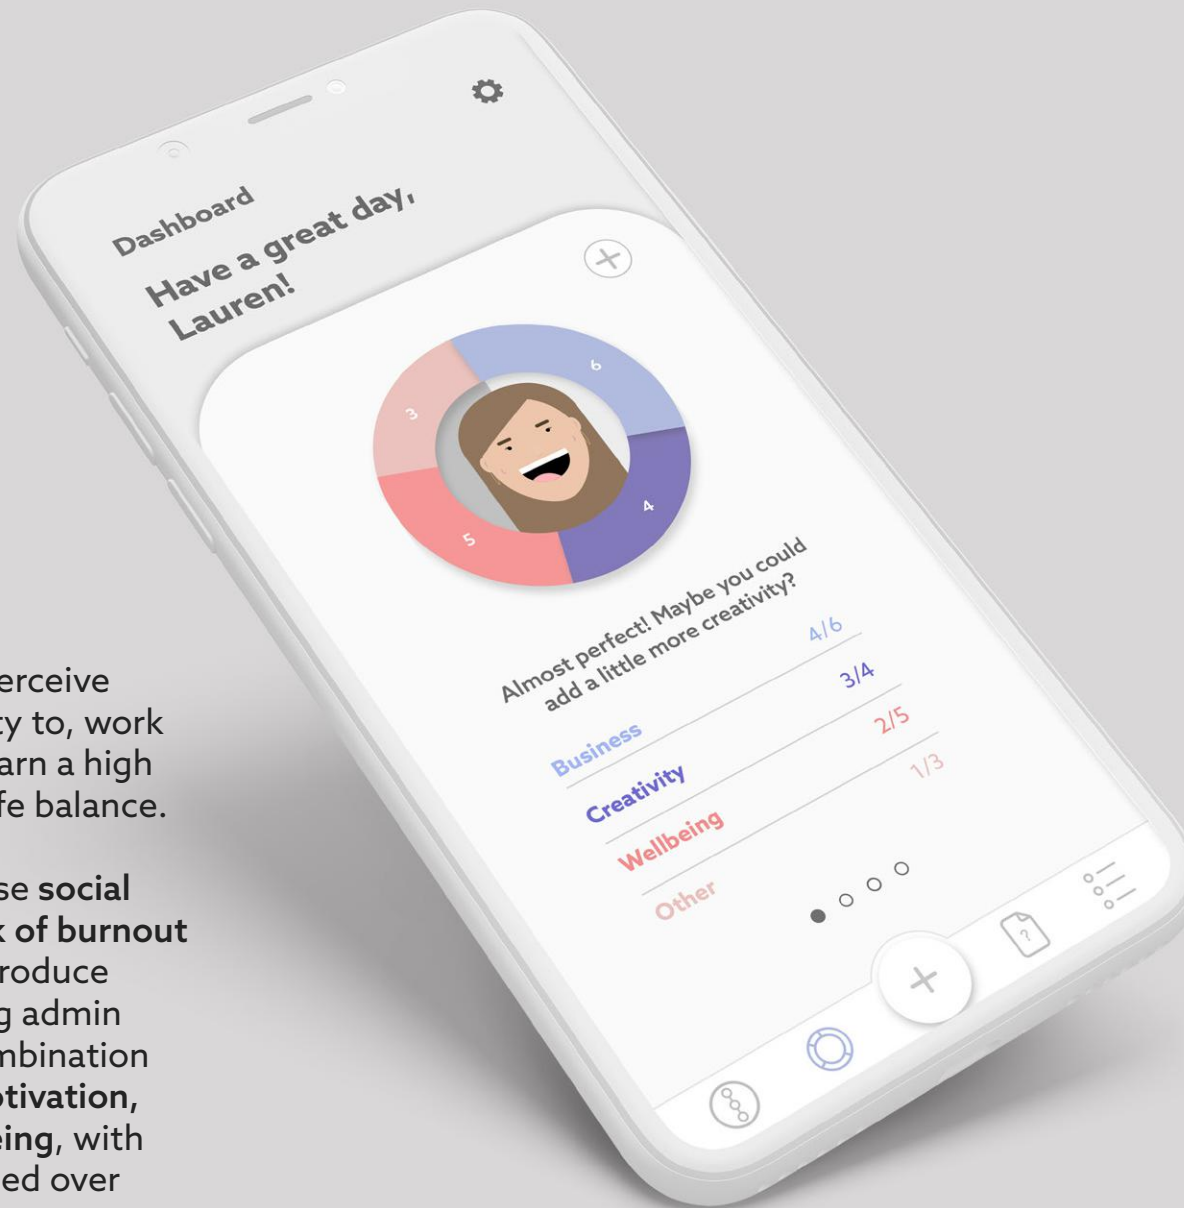 Dashboard
Have a great day,
Lauren!
3
6
5
4
Almost perfect! Maybe you could
add a little more creativity?
Business 4/6
Creativity 3/4
Wellbeing 2/5
Other 1/3
?
erceive
ty to, work
arn a high
fe balance.
se social
k of burnout
roduce
g admin
mbination
otivation,
eing, with
ed over